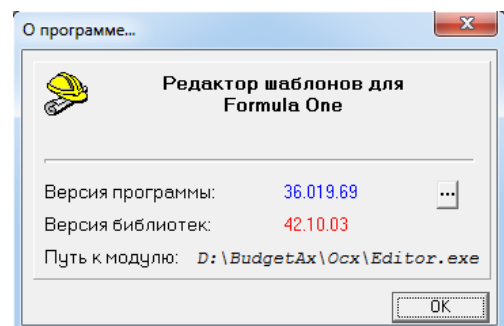 О программе...
Редактор шаблонов для
Formula One
Версия программы: 36.019.69 ...
Версия библиотек: 42.10.03
Путь к модулю: D:\BudgetAx\Ocx\Editor.exe
OK